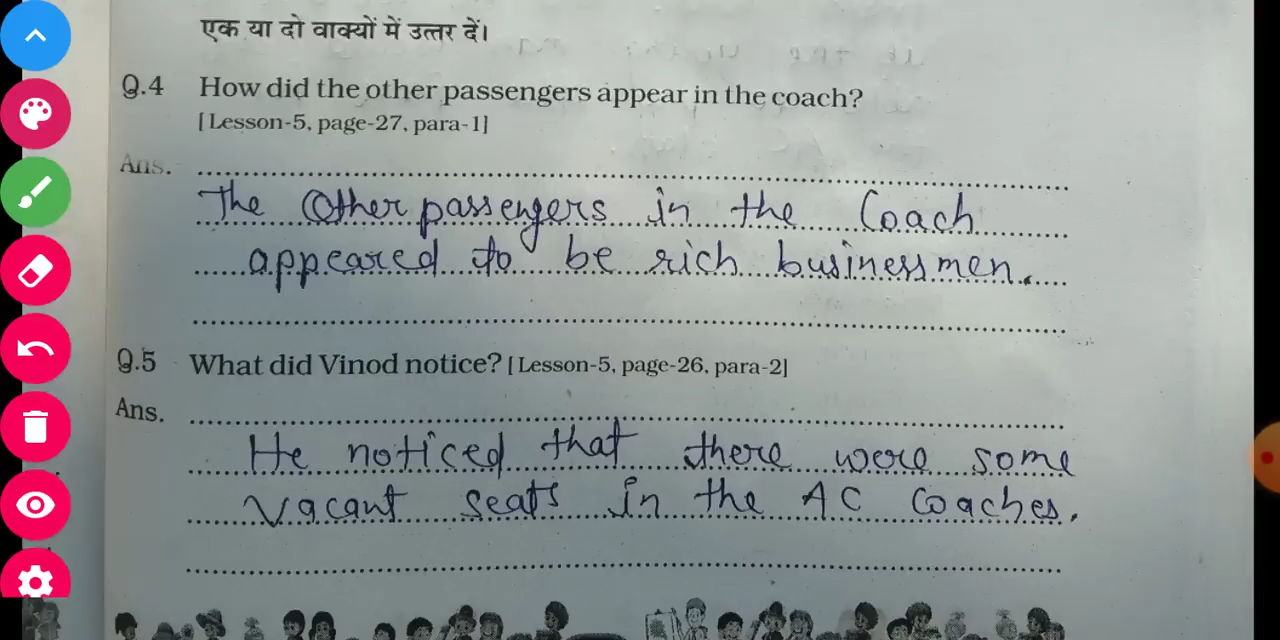 एक या दो वाक्यों में उत्तर दें।
Q.4 How did the other passengers appear in the coach?
[Lesson-5, page-27, para-1]
Ans.
The Other passengers in the Coach
appeared to be rich businessmen.
Q.5 What did Vinod notice? [Lesson-5, page-26, para-2]
Ans.
He noticed that there were some
Vacant seats in the AC Coaches.